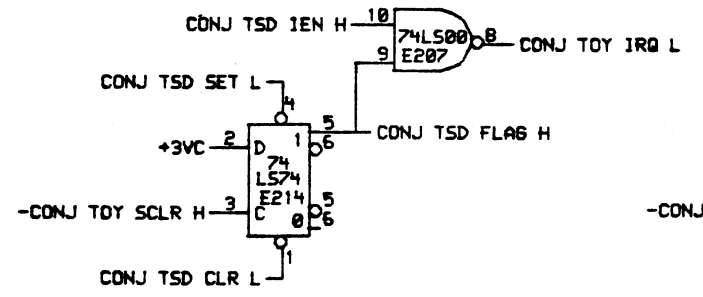 CONJ TSD IEN H 10
74LS00 8 CONJ TOY IRQ L
9 E207
CONJ TSD SET L
4
5 CONJ TSD FLAG H
+3VC 2 D 1 6
74
LS74
E214 5
-CONJ TOY SCLR H 3 C 0 6
-CONJ
1
CONJ TSD CLR L